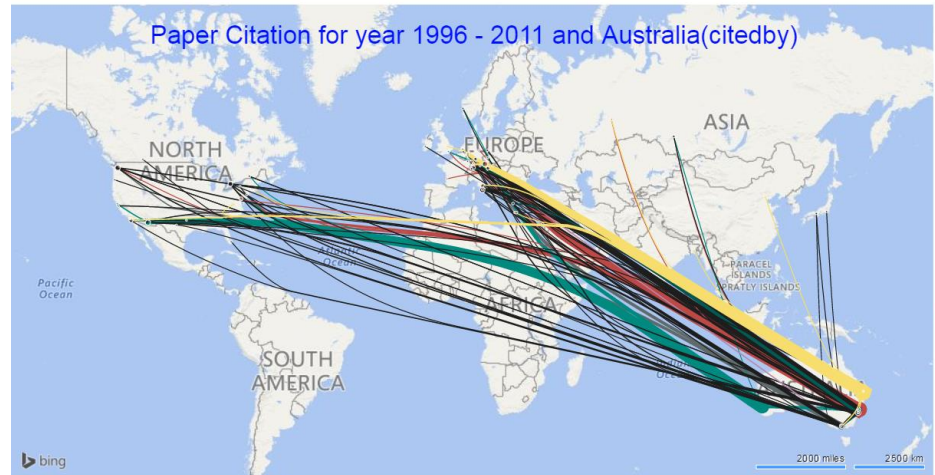 Paper Citation for year 1996 - 2011 and Australia(citedby)
ASIA
EUROPE
NORTH
AMERICA
Atlantic
Ocean
PARACEL
ISLANDS
SPRATLY ISLANDS
Pacific
Ocean
AFRICA
SOUTH
AMERICA
bing
2000 miles
2500 km